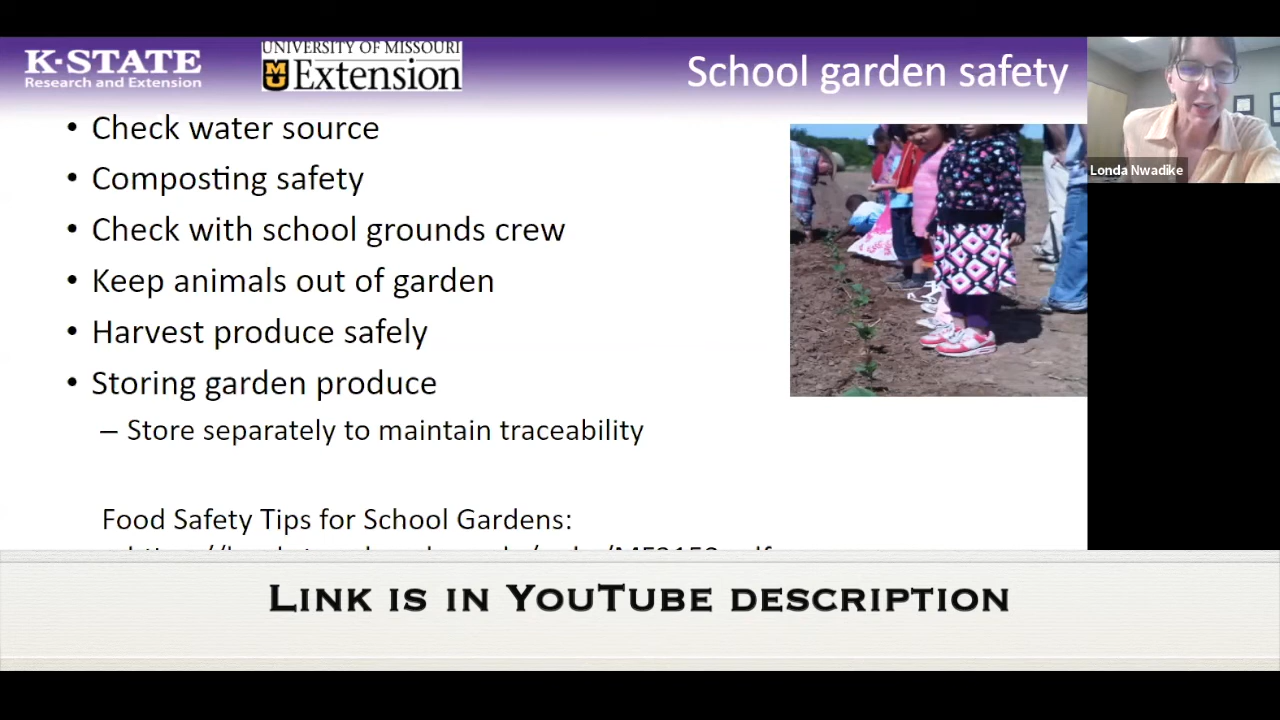 K-STATE
Research and Extension
UNIVERSITY OF MISSOURI
MU Extension
School garden safety
Londa Nwadike
• Check water source
• Composting safety
• Check with school grounds crew
• Keep animals out of garden
• Harvest produce safely
• Storing garden produce
– Store separately to maintain traceability
Food Safety Tips for School Gardens:
LINK IS IN YOUTUBE DESCRIPTION